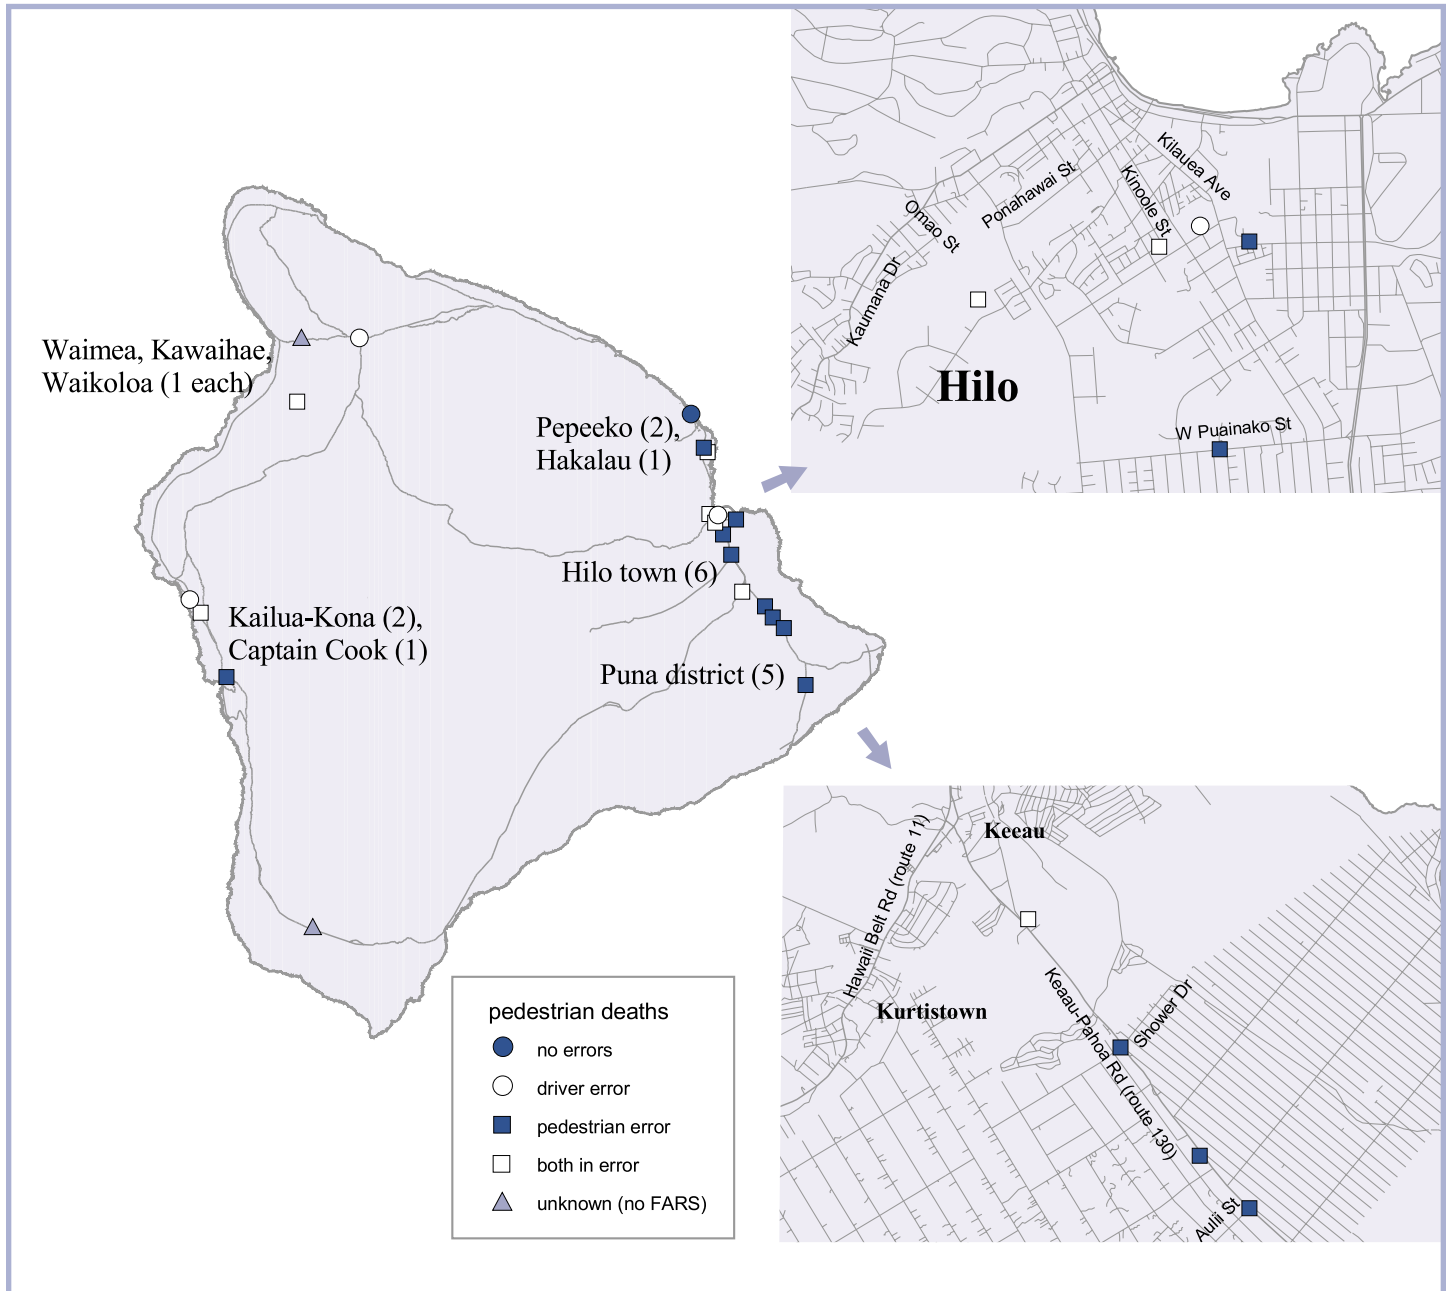 Kilauea Ave
Ponahawai St
Kinoole St
Omao St
Kaumana Dr
Hilo
W Puainako St
Waimea, Kawaihae,
Waikoloa (1 each)
Pepeeko (2),
Hakalau (1)
Hilo town (6)
Kailua-Kona (2),
Captain Cook (1)
Puna district (5)
Keeau
Hawaii Belt Rd (route 11)
Kurtistown
Keaau-Pahoa Rd (route 130)
Shower Dr
Aulii St
pedestrian deaths
no errors
driver error
pedestrian error
both in error
unknown (no FARS)